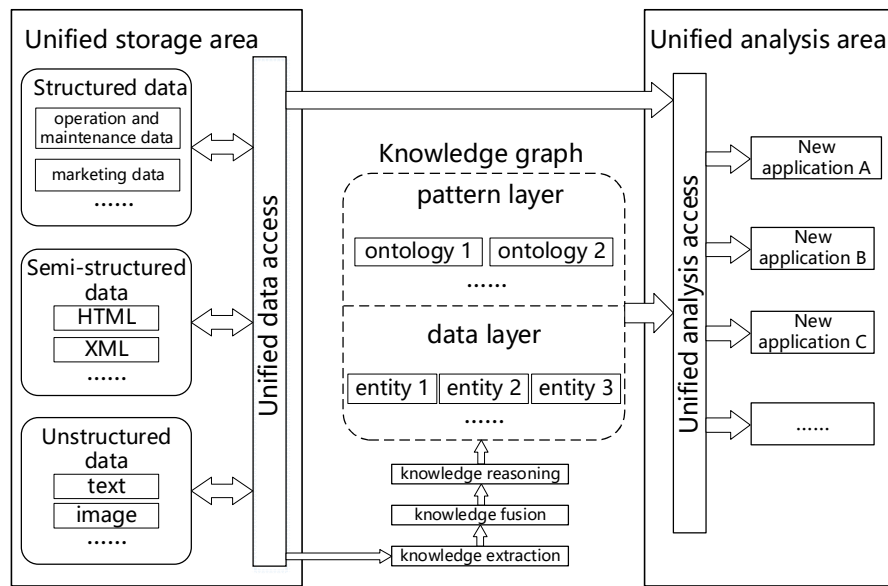 Unified storage area
Structured data
operation and
maintenance data
marketing data
......
Semi-structured
data
HTML
XML
......
Unstructured
data
text
image
......
Unified data access
Knowledge graph
pattern layer
ontology 1
ontology 2
......
data layer
entity 1
entity 2
entity 3
......
knowledge reasoning
knowledge fusion
knowledge extraction
Unified analysis area
Unified analysis access
New
application A
New
application B
New
application C
......